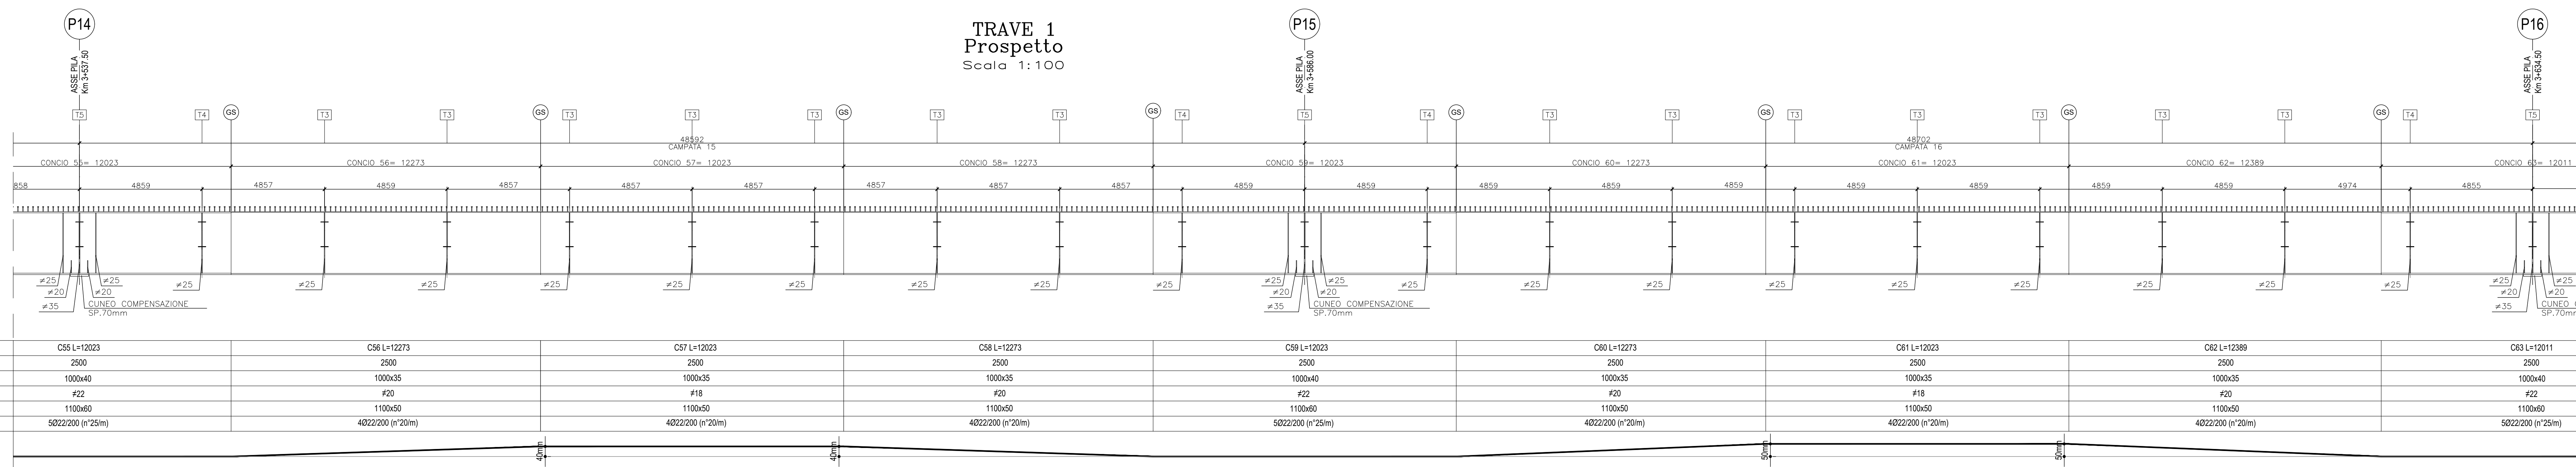 P14
TRAVE 1
P15
P16
Prospetto
Scala 1:100
ASSE PILA
Km 3+537.50
ASSE PILA
Km 3+586.00
ASSE PILA
Km 3+634.50
T5 T4 GS T3 T3 GS T3 T3 T3 GS T3 T3 GS T4 T5 T4 GS T3 T3 GS T3 T3 T3 GS T3 T3 GS T4 T5
48592 48702
CAMPATA 15 CAMPATA 16
CONCIO 55= 12023 CONCIO 56= 12273 CONCIO 57= 12023 CONCIO 58= 12273 CONCIO 59= 12023 CONCIO 60= 12273 CONCIO 61= 12023 CONCIO 62= 12389 CONCIO 63= 12011
858 4859 4857 4859 4857 4857 4857 4857 4857 4857 4859 4859 4859 4859 4859 4859 4859 4859 4859 4974 4855
≠25 ≠25 ≠25 ≠25 ≠25 ≠25 ≠25 ≠25 ≠25 ≠25 ≠25 ≠25 ≠25 ≠25 ≠25 ≠25 ≠25 ≠25 ≠25 ≠25 ≠25 ≠25 ≠25 ≠25
≠20 ≠20 ≠20 ≠20 ≠20 ≠20
≠35 CUNEO COMPENSAZIONE ≠35 CUNEO COMPENSAZIONE ≠35 CUNEO
SP.70mm SP.70mm SP.70mm
C55 L=12023 C56 L=12273 C57 L=12023 C58 L=12273 C59 L=12023 C60 L=12273 C61 L=12023 C62 L=12389 C63 L=12011
2500 2500 2500 2500 2500 2500 2500 2500 2500
1000x40 1000x35 1000x35 1000x35 1000x40 1000x35 1000x35 1000x35 1000x40
≠22 ≠20 ≠18 ≠20 ≠22 ≠20 ≠18 ≠20 ≠22
1100x60 1100x50 1100x50 1100x50 1100x60 1100x50 1100x50 1100x50 1100x60
5Ø22/200 (n°25/m) 4Ø22/200 (n°20/m) 4Ø22/200 (n°20/m) 4Ø22/200 (n°20/m) 5Ø22/200 (n°25/m) 4Ø22/200 (n°20/m) 4Ø22/200 (n°20/m) 4Ø22/200 (n°20/m) 5Ø22/200 (n°25/m)
40mm 40mm 50mm 50mm